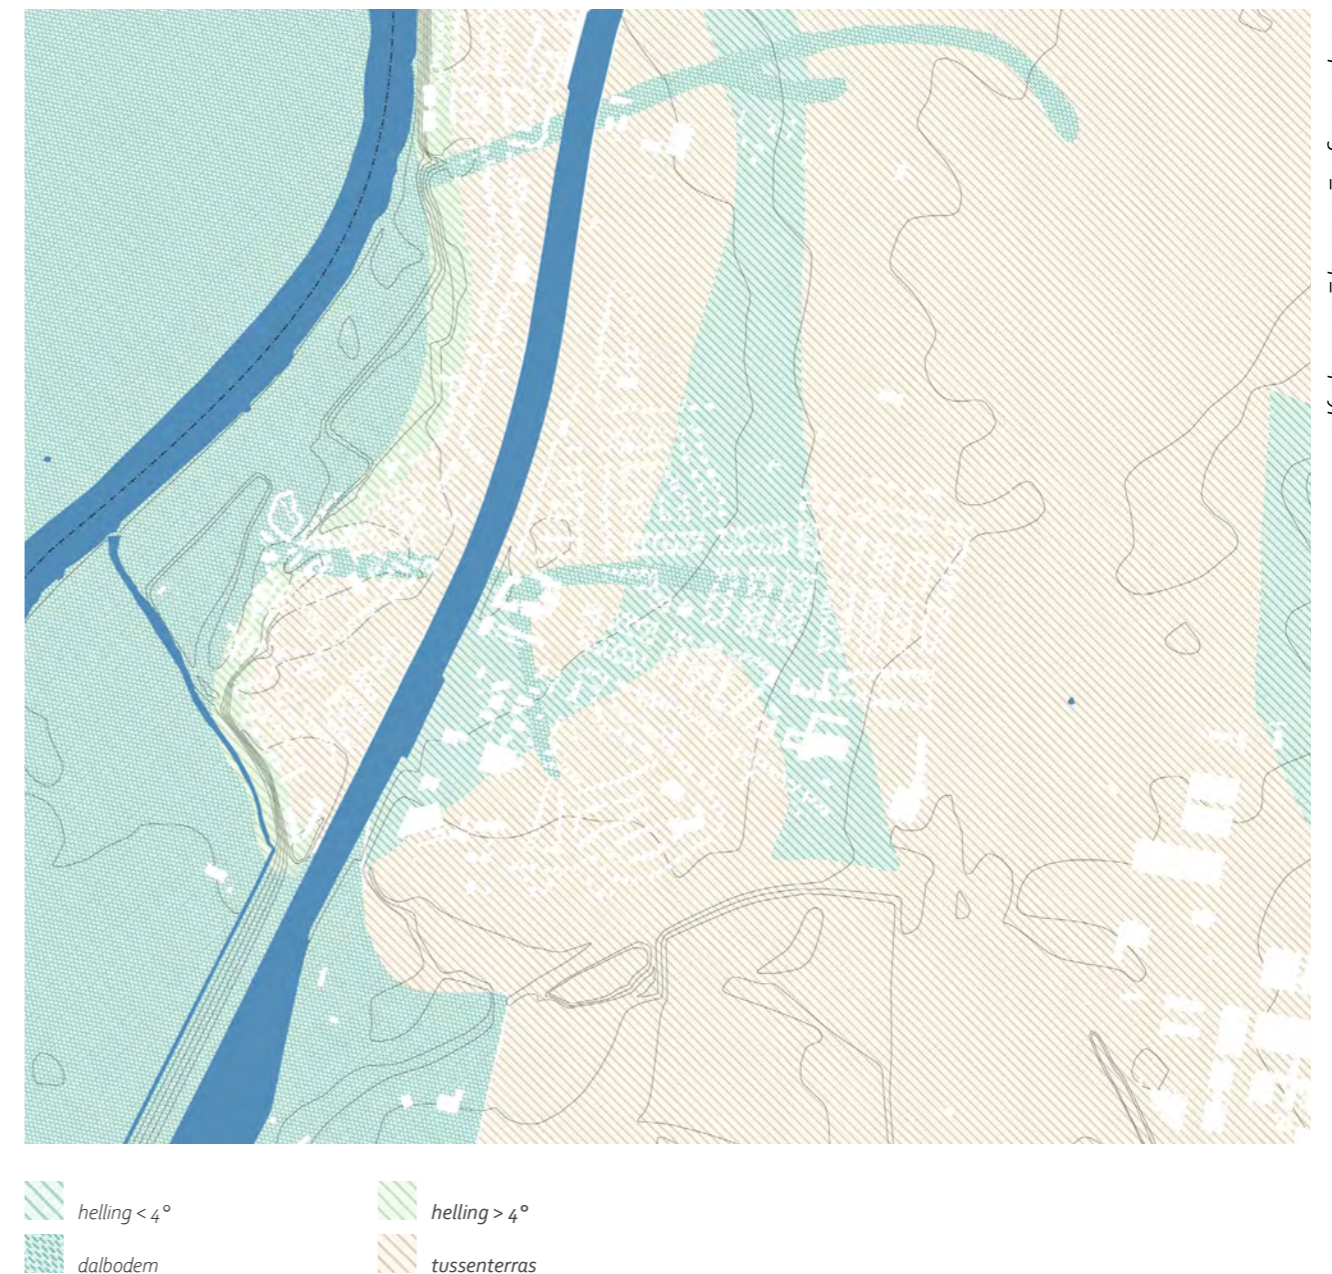 helling < 4°
helling > 4°
dalbodem
tussenterras